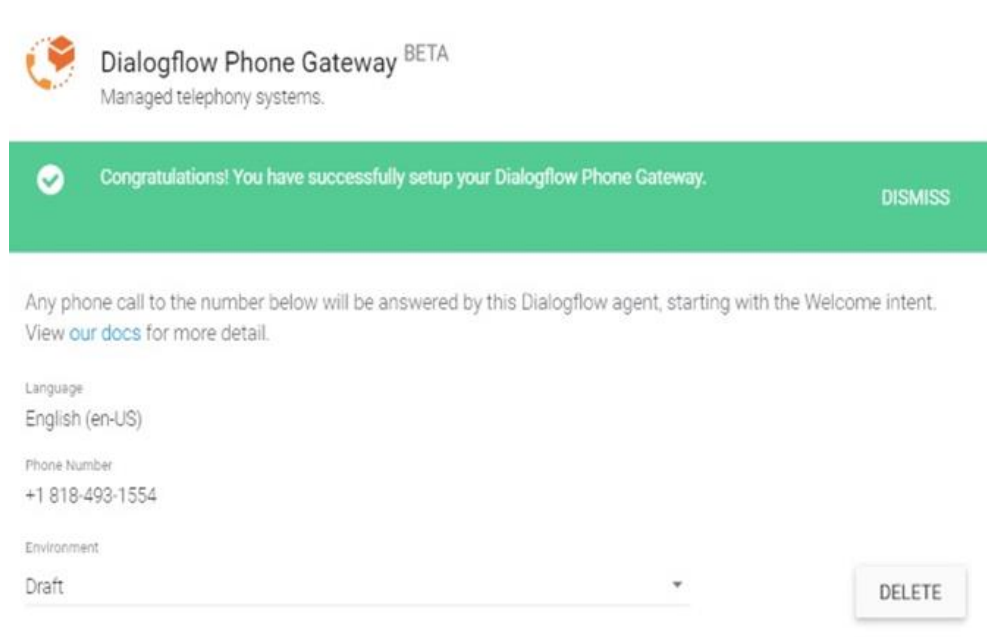 Dialogflow Phone Gateway BETA
Managed telephony systems.
Congratulations! You have successfully setup your Dialogflow Phone Gateway.
DISMISS
Any phone call to the number below will be answered by this Dialogflow agent, starting with the Welcome intent.
View our docs for more detail.
Language
English (en-US)
Phone Number
+1 818-493-1554
Environment
Draft
DELETE